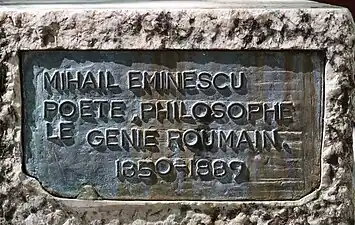 MIHAIL EMINESCU
POETE, PHILOSOPHE
LE GENIE ROUMAIN.
1850-1889